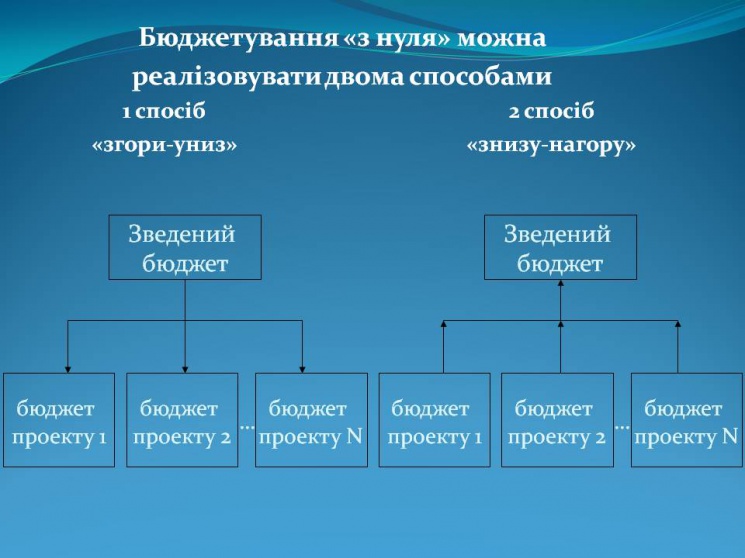 Бюджетування «з нуля» можна
реалізовувати двома способами
1 спосіб
«згори-униз»
2 спосіб
«знизу-нагору»
Зведений
бюджет
Зведений
бюджет
бюджет
проекту 1
бюджет
проекту 2
...
бюджет
проекту N
бюджет
проекту 1
бюджет
проекту 2
...
бюджет
проекту N